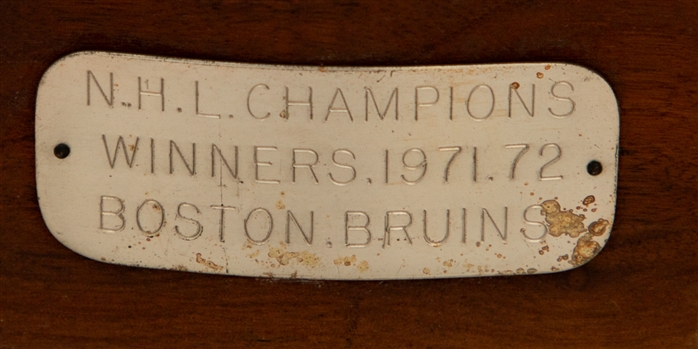 N.H.L. CHAMPIONS
WINNERS. 1971.72
BOSTON. BRUINS